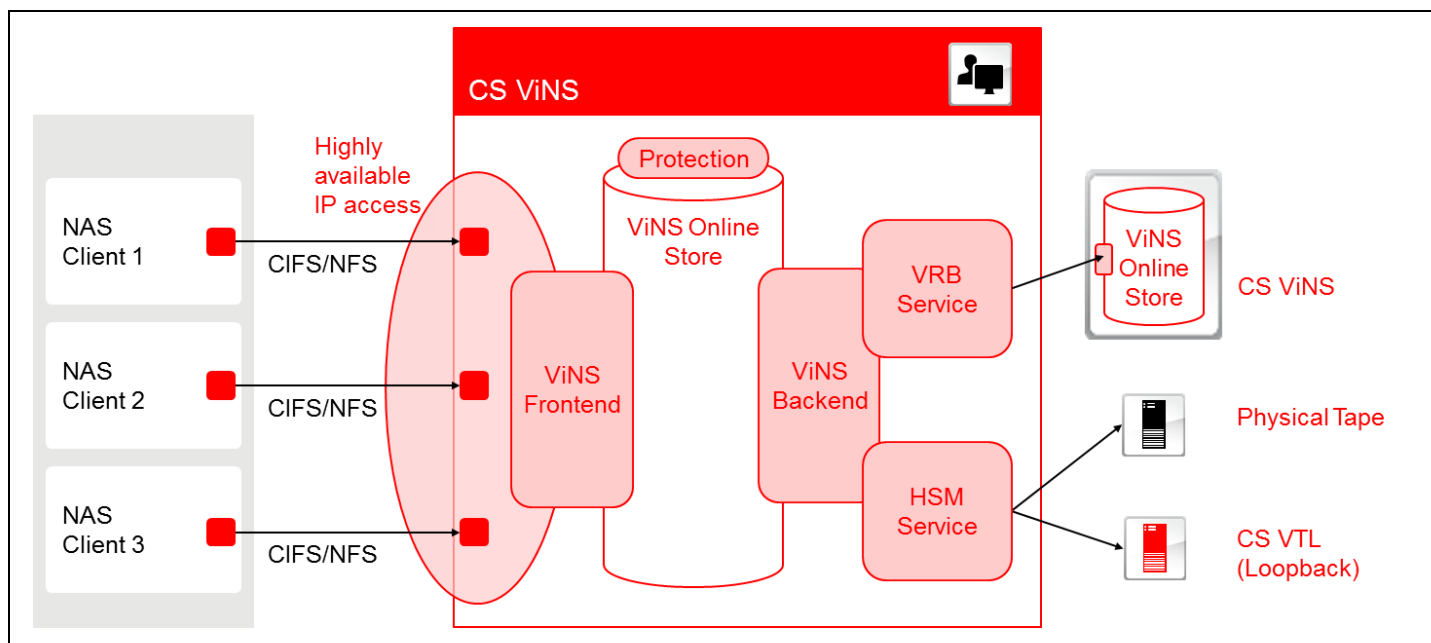 CS ViNS
Highly
available
IP access
NAS
Client 1
CIFS/NFS
NAS
Client 2
CIFS/NFS
NAS
Client 3
CIFS/NFS
ViNS
Frontend
Protection
ViNS Online
Store
ViNS
Backend
VRB
Service
HSM
Service
ViNS
Online
Store
CS ViNS
Physical Tape
CS VTL
(Loopback)